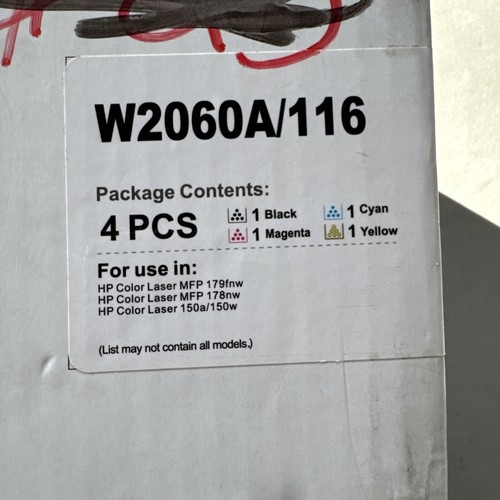 W2060A/116
Package Contents:
4 PCS
1 Black
1 Cyan
1 Magenta
1 Yellow
For use in:
HP Color Laser MFP 179fnw
HP Color Laser MFP 178nw
HP Color Laser 150a/150w
(List may not contain all models.)